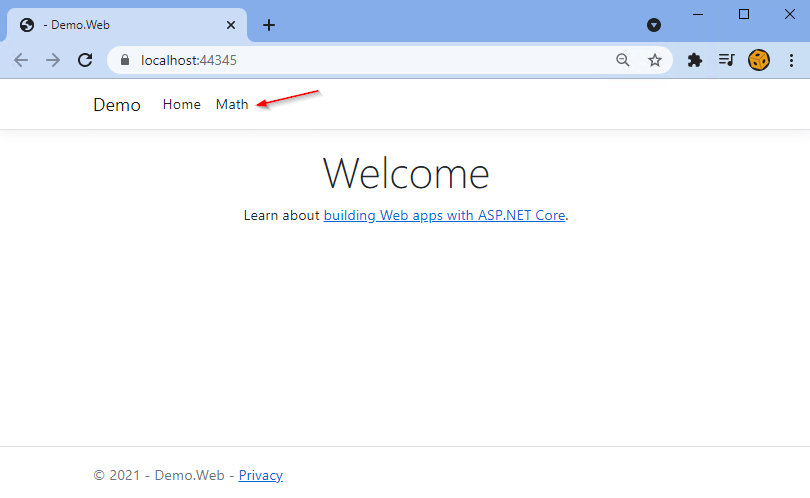 - Demo.Web
localhost:44345
Demo Home Math
Welcome
Learn about building Web apps with ASP.NET Core.
© 2021 - Demo.Web - Privacy